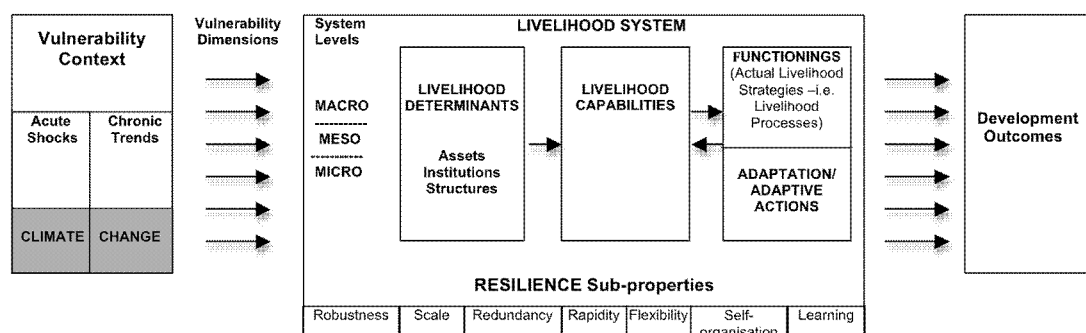 Vulnerability
Context
Acute
Shocks
Chronic
Trends
CLIMATE
CHANGE
Vulnerability
Dimensions
System
Levels
LIVELIHOOD SYSTEM
MACRO
MESO
MICRO
LIVELIHOOD
DETERMINANTS
Assets
Institutions
Structures
LIVELIHOOD
CAPABILITIES
FUNCTIONINGS
(Actual Livelihood
Strategies –i.e.
Livelihood
Processes)
ADAPTATION/
ADAPTIVE
ACTIONS
RESILIENCE Sub-properties
Robustness
Scale
Redundancy
Rapidity
Flexibility
Self-
organisation
Learning
Development
Outcomes